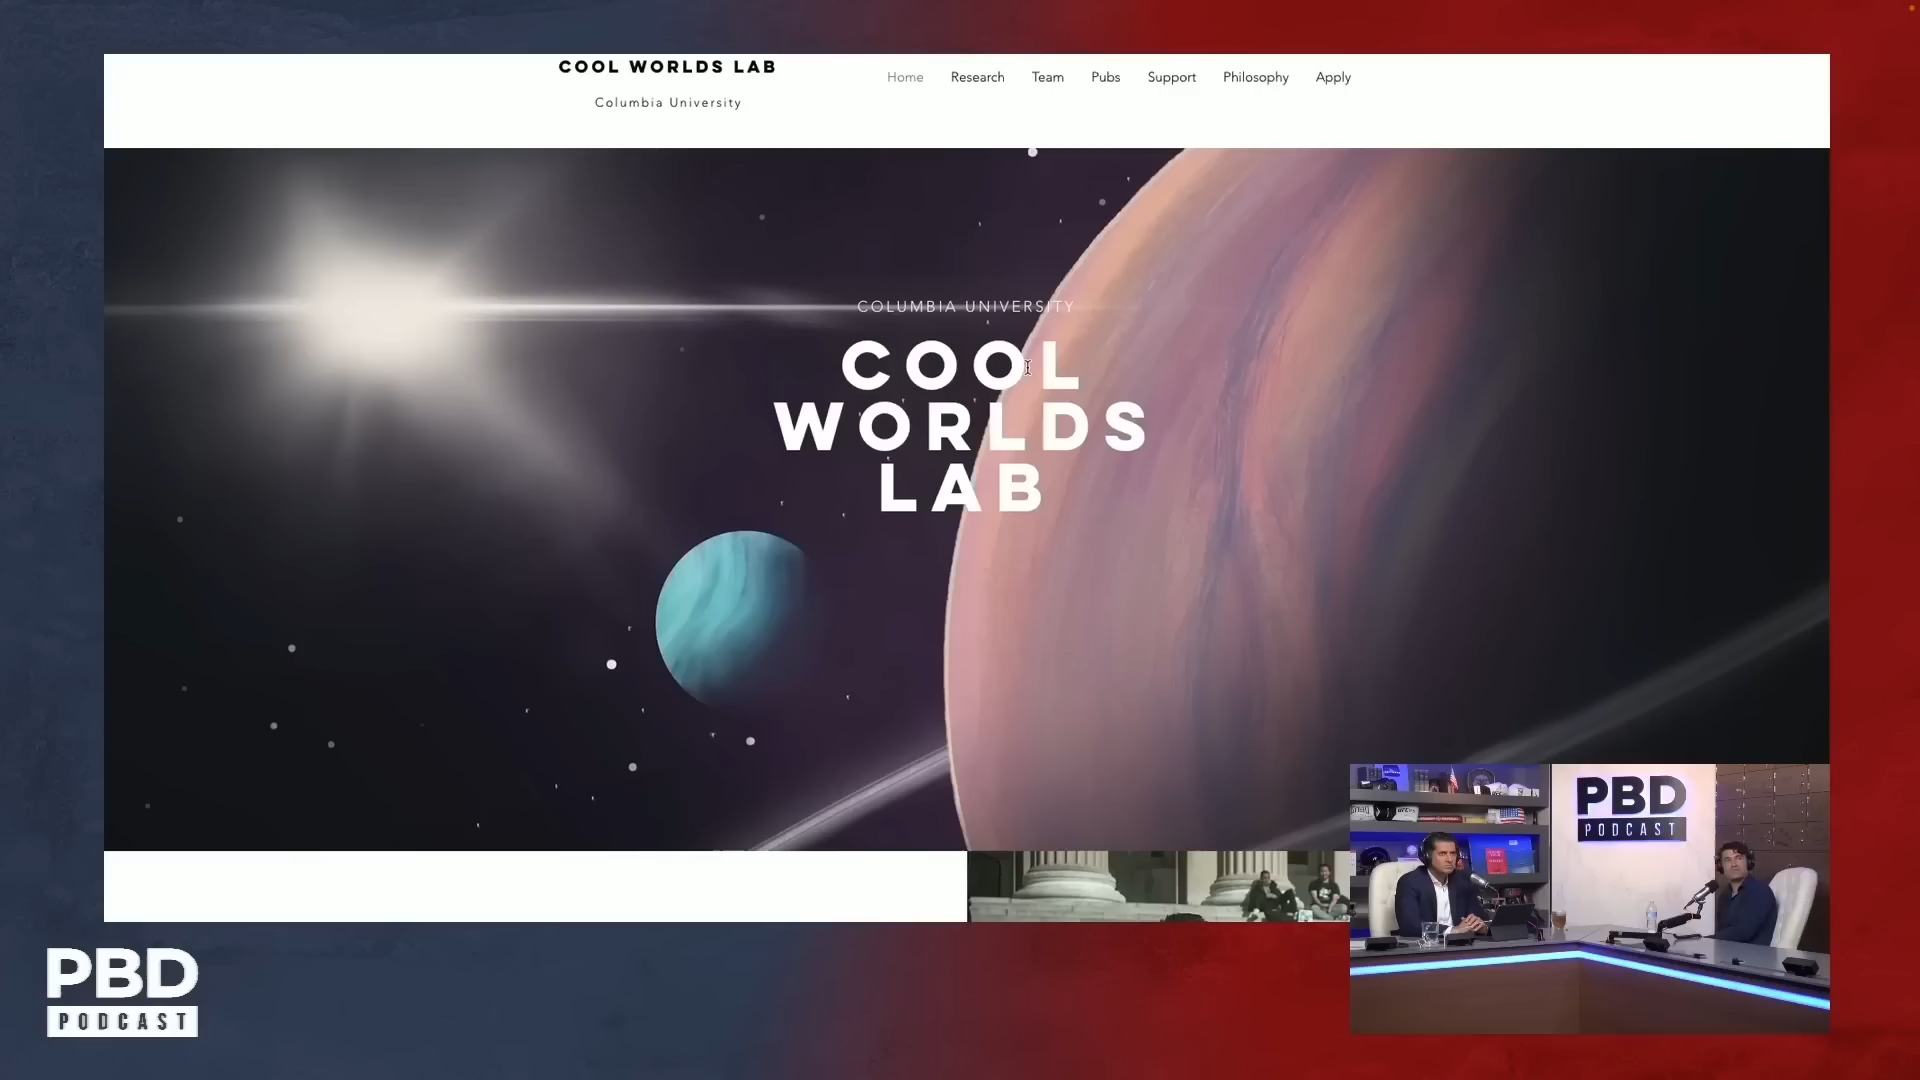 COOL WORLDS LAB
Columbia University
Home Research Team Pubs Support Philosophy Apply
COLUMBIA UNIVERSITY
COOL
WORLDS
LAB
PBD
PODCAST
PBD
PODCAST